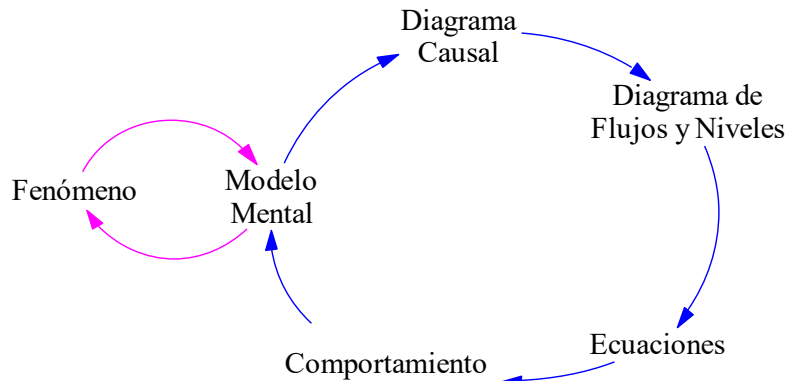 Diagrama
Causal
Diagrama de
Flujos y Niveles
Fenómeno
Modelo
Mental
Ecuaciones
Comportamiento